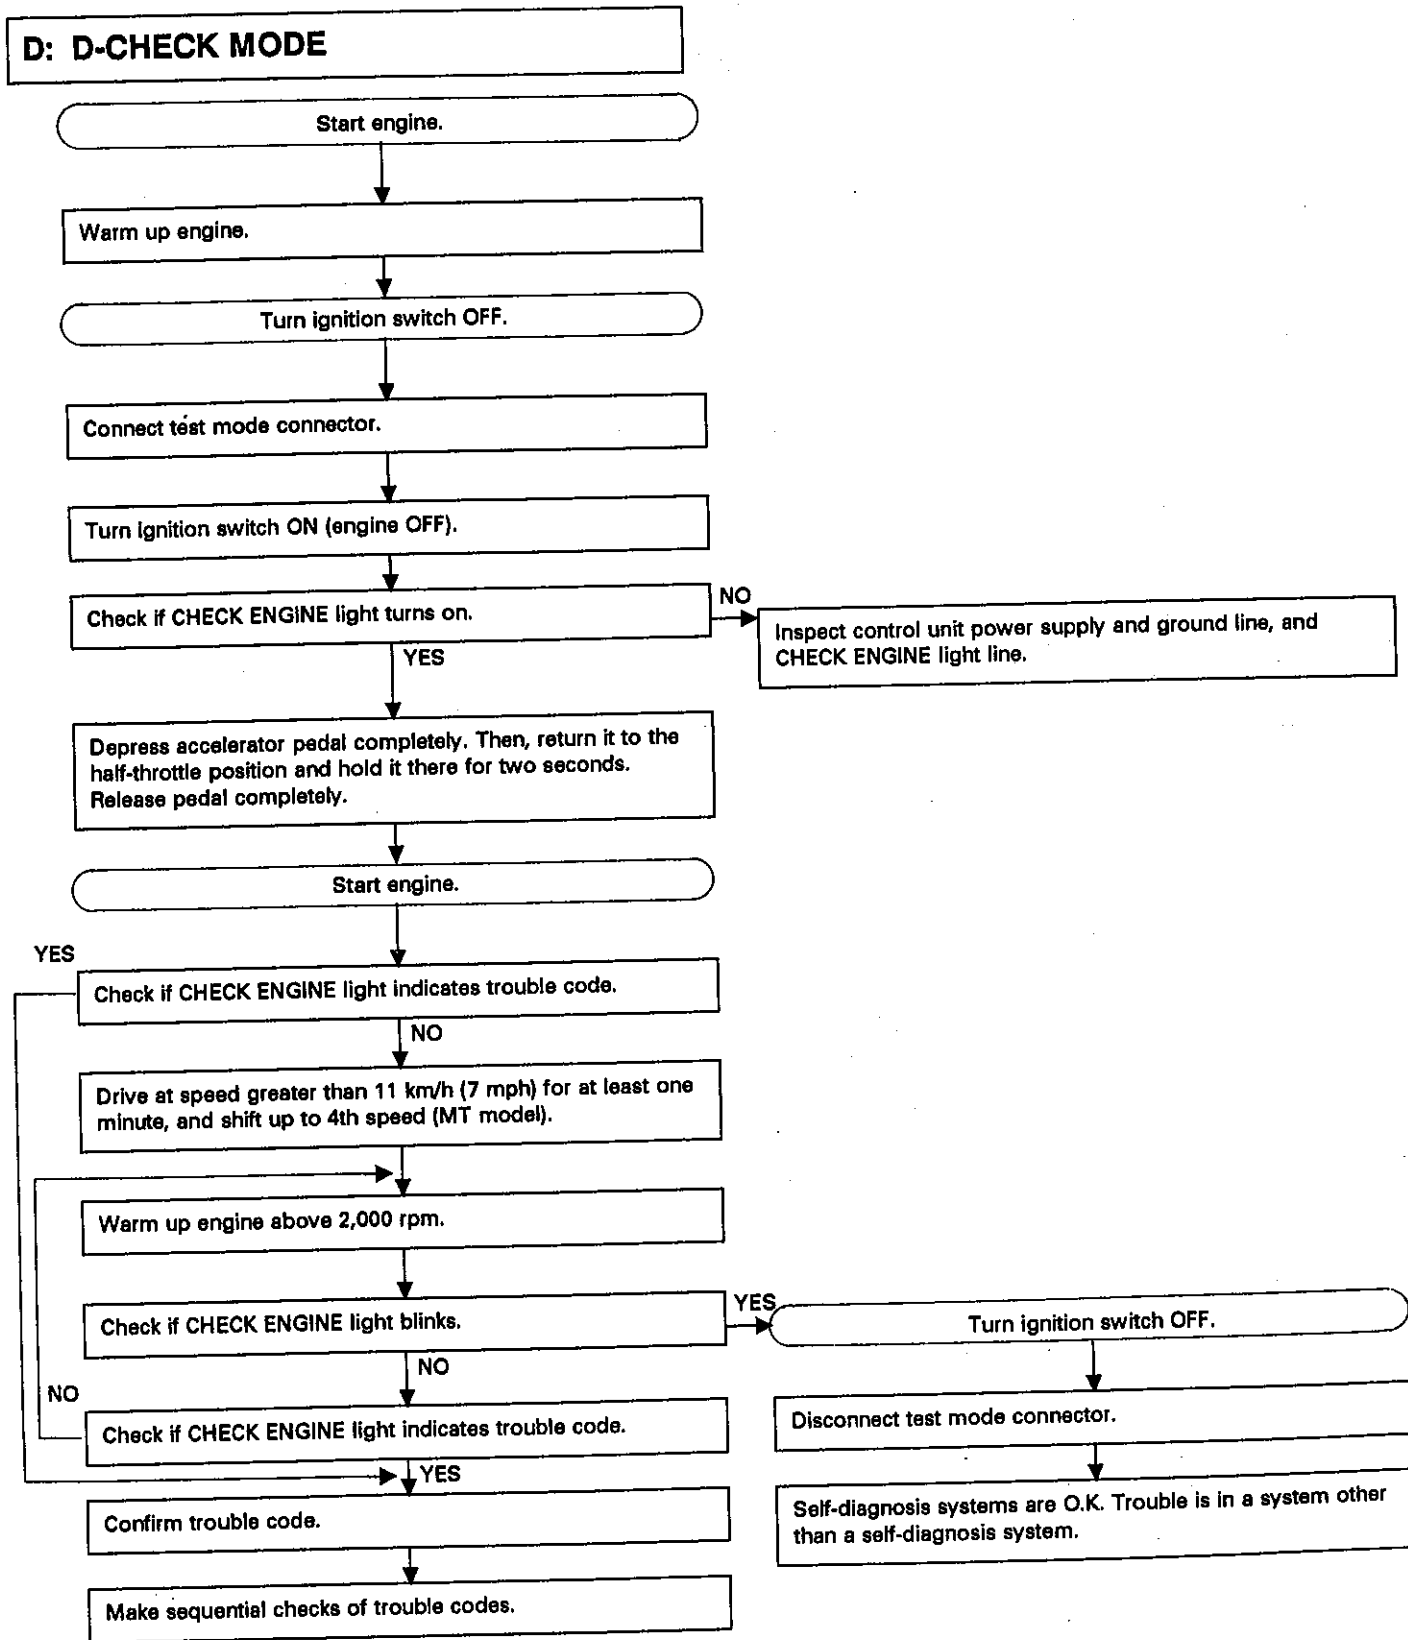 D: D-CHECK MODE
Start engine.
Warm up engine.
Turn ignition switch OFF.
Connect test mode connector.
Turn ignition switch ON (engine OFF).
Check if CHECK ENGINE light turns on.
NO
Inspect control unit power supply and ground line, and
CHECK ENGINE light line.
YES
Depress accelerator pedal completely. Then, return it to the
half-throttle position and hold it there for two seconds.
Release pedal completely.
Start engine.
YES
Check if CHECK ENGINE light indicates trouble code.
NO
Drive at speed greater than 11 km/h (7 mph) for at least one
minute, and shift up to 4th speed (MT model).
Warm up engine above 2,000 rpm.
Check if CHECK ENGINE light blinks.
YES
Turn ignition switch OFF.
NO
Disconnect test mode connector.
NO
Check if CHECK ENGINE light indicates trouble code.
YES
Self-diagnosis systems are O.K. Trouble is in a system other
than a self-diagnosis system.
Confirm trouble code.
Make sequential checks of trouble codes.